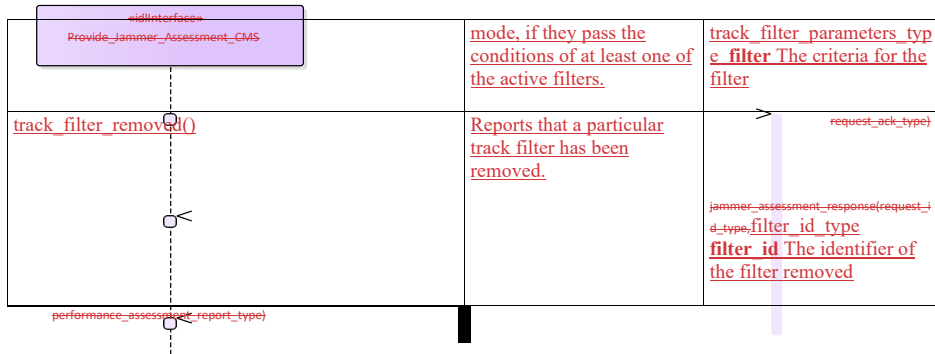 «idlInterface»
Provide_Jammer_Assessment_CMS
mode, if they pass the
conditions of at least one of
the active filters.
track_filter_parameters_typ
e filter The criteria for the
filter
track_filter_removed()
Reports that a particular
track filter has been
removed.
request_ack_type)
jammer_assessment_response(request_i
d_type,filter_id_type
filter_id The identifier of
the filter removed
performance_assessment_report_type)